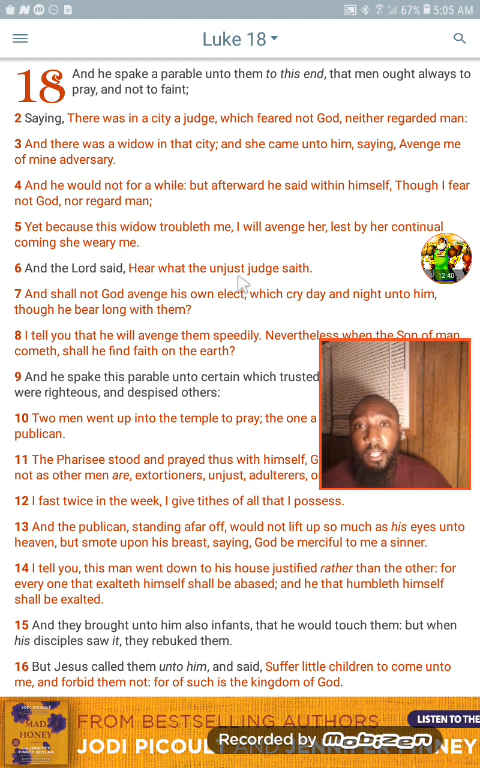 67% 5:05 AM
Luke 18
18 And he spake a parable unto them to this end, that men ought always to
pray, and not to faint;
2 Saying, There was in a city a judge, which feared not God, neither regarded man:
3 And there was a widow in that city; and she came unto him, saying, Avenge me
of mine adversary.
4 And he would not for a while: but afterward he said within himself, Though I fear
not God, nor regard man;
5 Yet because this widow troubleth me, I will avenge her, lest by her continual
coming she weary me.
6 And the Lord said, Hear what the unjust judge saith.
12:40
7 And shall not God avenge his own elect, which cry day and night unto him,
though he bear long with them?
8 I tell you that he will avenge them speedily. Nevertheless when the Son of man
cometh, shall he find faith on the earth?
9 And he spake this parable unto certain which trusted
were righteous, and despised others:
10 Two men went up into the temple to pray; the one a
publican.
11 The Pharisee stood and prayed thus with himself, G
not as other men are, extortioners, unjust, adulterers, o
12 I fast twice in the week, I give tithes of all that I possess.
13 And the publican, standing afar off, would not lift up so much as his eyes unto
heaven, but smote upon his breast, saying, God be merciful to me a sinner.
14 I tell you, this man went down to his house justified rather than the other: for
every one that exalteth himself shall be abased; and he that humbleth himself
shall be exalted.
15 And they brought unto him also infants, that he would touch them: but when
his disciples saw it, they rebuked them.
16 But Jesus called them unto him, and said, Suffer little children to come unto
me, and forbid them not: for of such is the kingdom of God.
JODI PICOULT
MAD
HONEY
FROM BESTSELLING AUTHORS
LISTEN TO THE
JODI PICOULT AND JEN NNEY
Recorded by Mobizen